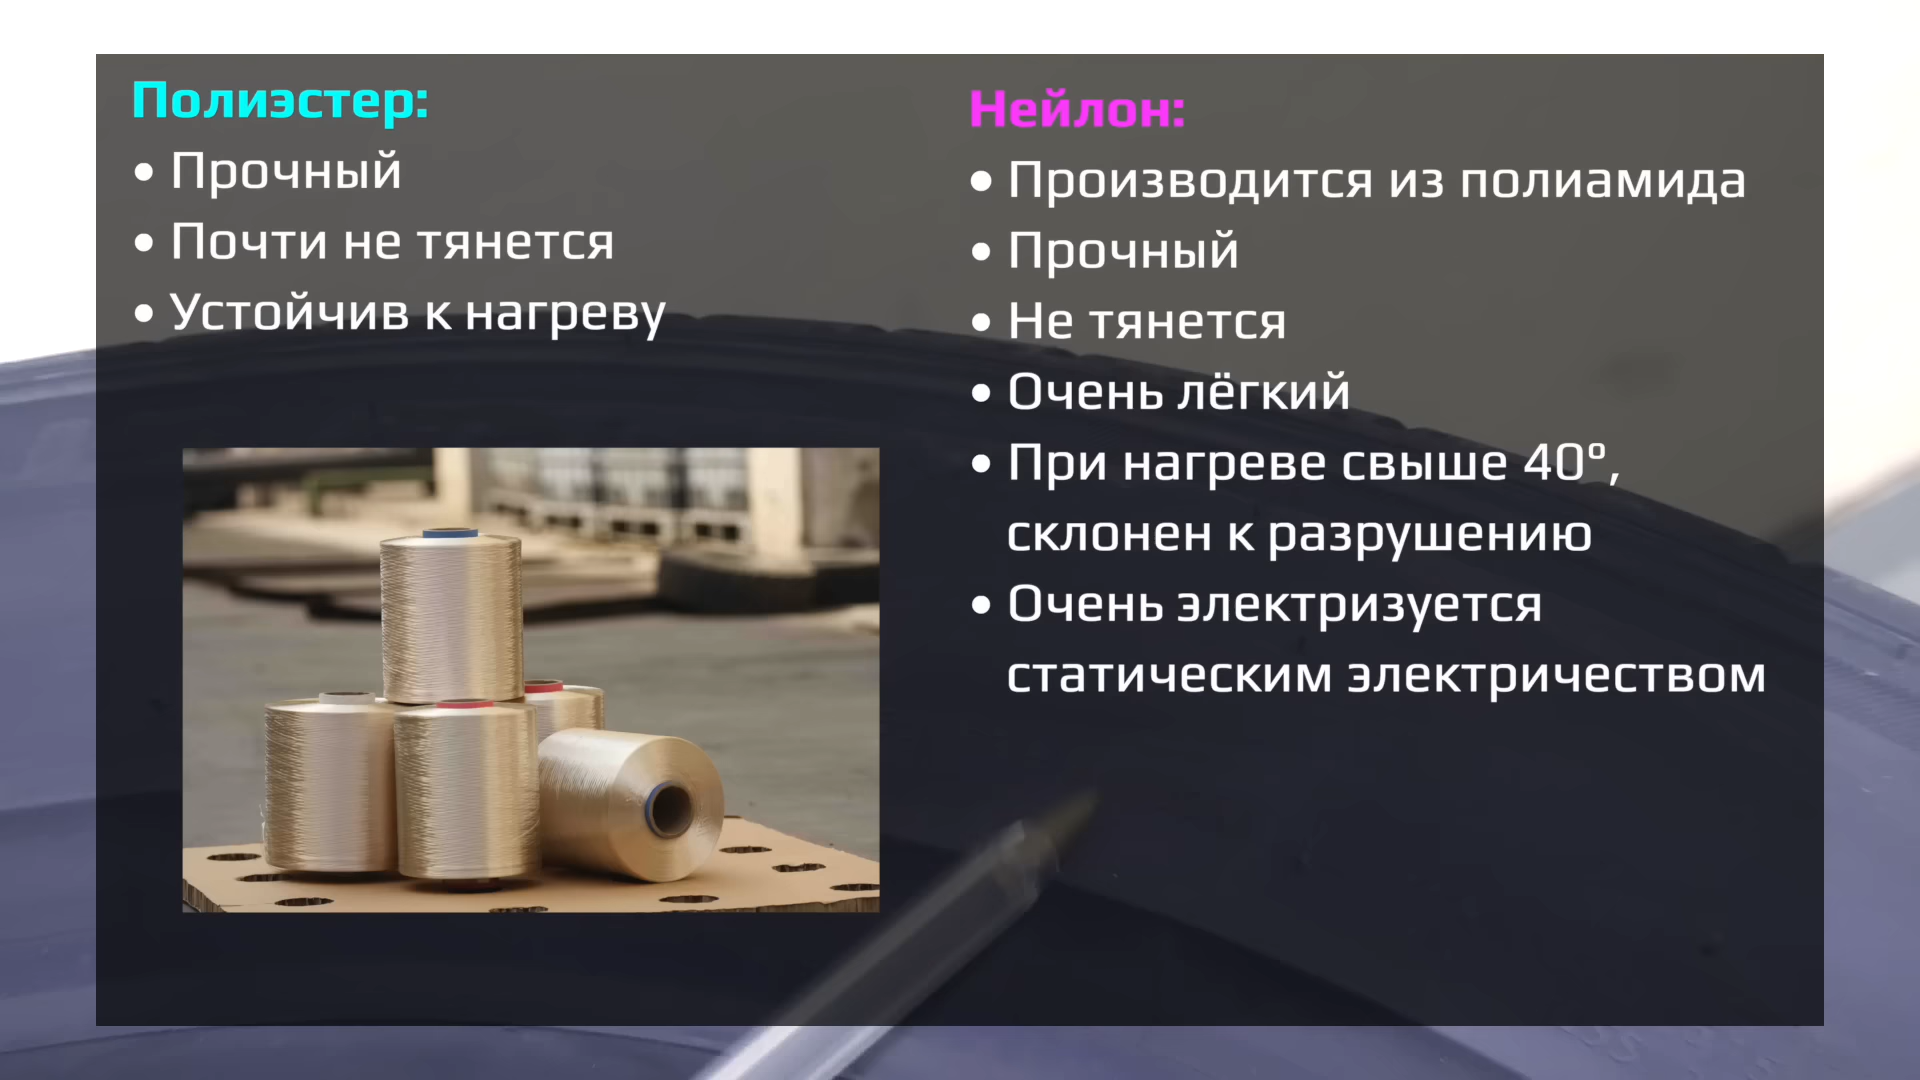 Полиэстер:
• Прочный
• Почти не тянется
• Устойчив к нагреву
Нейлон:
• Производится из полиамида
• Прочный
• Не тянется
• Очень лёгкий
• При нагреве свыше 40°,
склонен к разрушению
• Очень электризуется
статическим электричеством